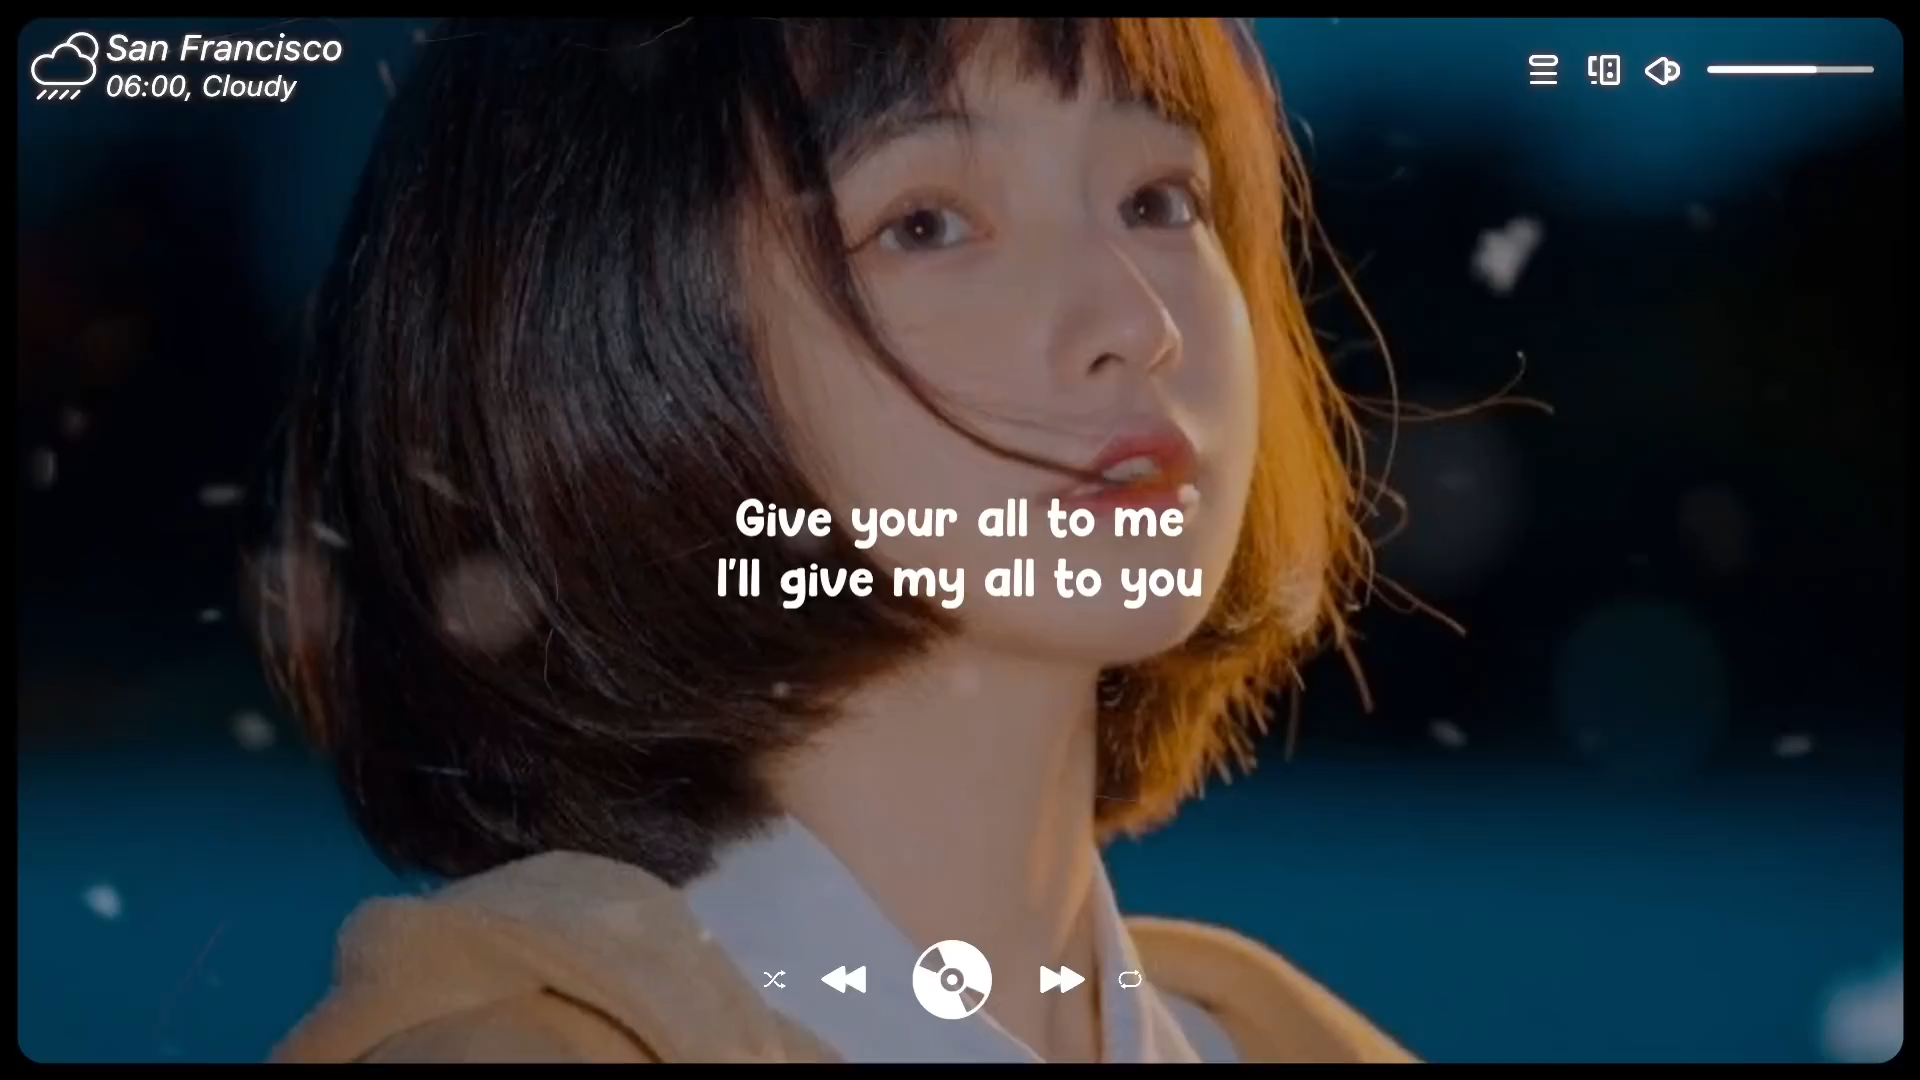 San Francisco
06:00, Cloudy
Give your all to me
I'll give my all to you